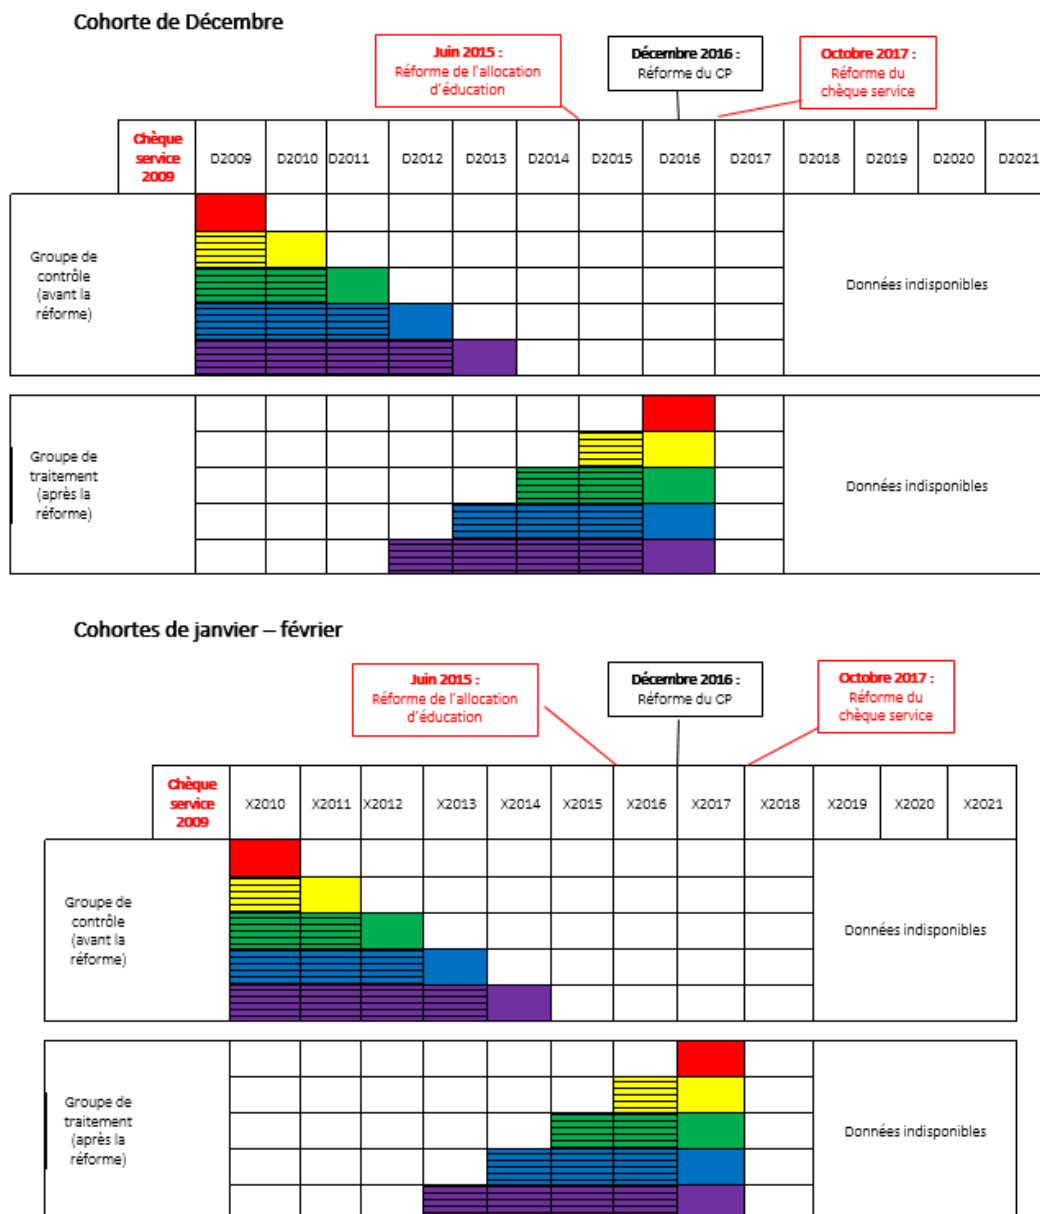 Cohorte de Décembre
Juin 2015 :
Réforme de l'allocation
d'éducation
Décembre 2016 :
Réforme du CP
Octobre 2017 :
Réforme du
chèque service
Chèque
service
2009
D2009 D2010 D2011 D2012 D2013 D2014 D2015 D2016 D2017 D2018 D2019 D2020 D2021
Groupe de
contrôle
(avant la
réforme)
Données indisponibles
Groupe de
traitement
(après la
réforme)
Données indisponibles
Cohortes de janvier – février
Juin 2015 :
Réforme de l'allocation
d'éducation
Décembre 2016 :
Réforme du CP
Octobre 2017 :
Réforme du
chèque service
Chèque
service
2009
X2010 X2011 X2012 X2013 X2014 X2015 X2016 X2017 X2018 X2019 X2020 X2021
Groupe de
contrôle
(avant la
réforme)
Données indisponibles
Groupe de
traitement
(après la
réforme)
Données indisponibles